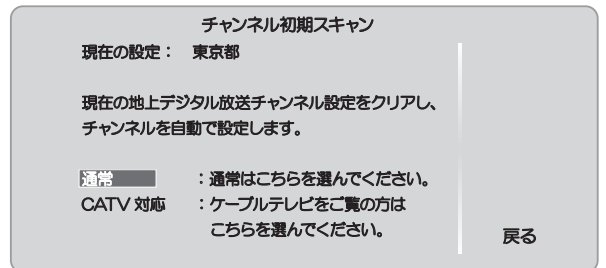 チャンネル初期スキャン
現在の設定： 東京都
現在の地上デジタル放送チャンネル設定をクリアし、
チャンネルを自動で設定します。
通常 ：通常はこちらを選んでください。
CATV 対応 ：ケーブルテレビをご覧の方は
こちらを選んでください。
戻る